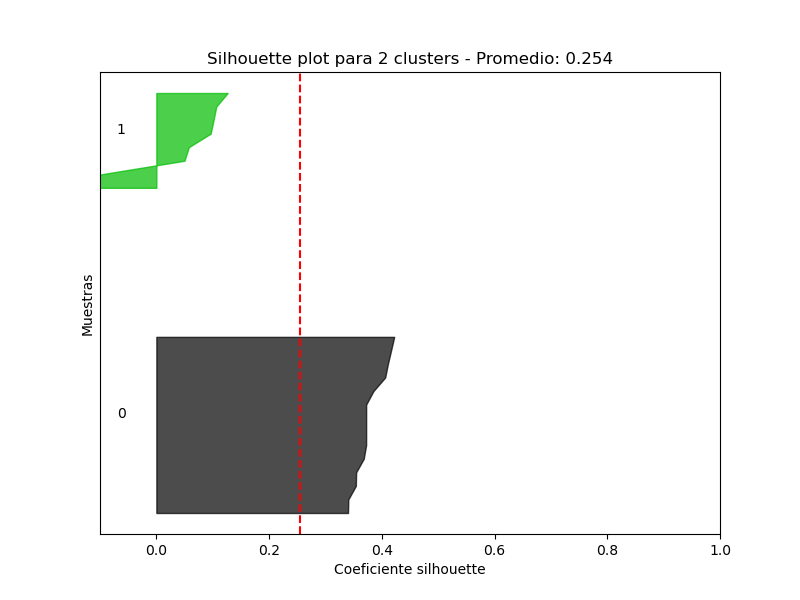 Silhouette plot para 2 clusters - Promedio: 0.254
1
0
Muestras
0.0 0.2 0.4 0.6 0.8 1.0
Coeficiente silhouette